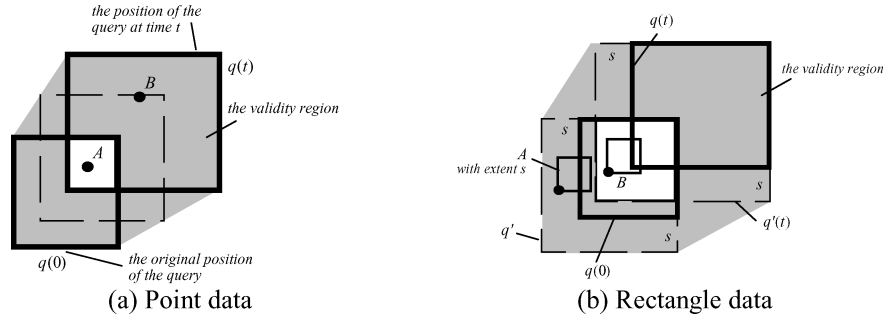 the position of the
query at time t
q(t)
B
the validity region
A
q(0)
the original position
of the query
(a) Point data
q(t)
s
the validity region
s
A
with extent s
B
s
q'
q'(t)
s
q(0)
(b) Rectangle data